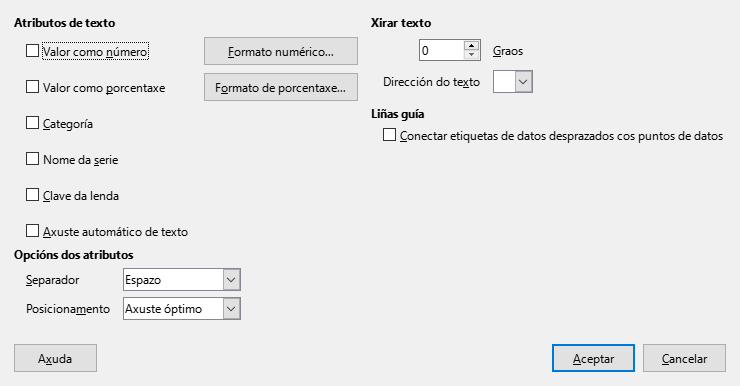 Atributos de texto
Valor como número
Formato numérico...
Valor como porcentaxe
Formato de porcentaxe...
Categoría
Nome da serie
Clave da lenda
Axuste automático de texto
Opcións dos atributos
Separador
Espazo
Posicionamento
Axuste óptimo
Xirar texto
0
Graos
Dirección do texto
Liñas guía
Conectar etiquetas de datos desprazados cos puntos de datos
Axuda
Aceptar
Cancelar